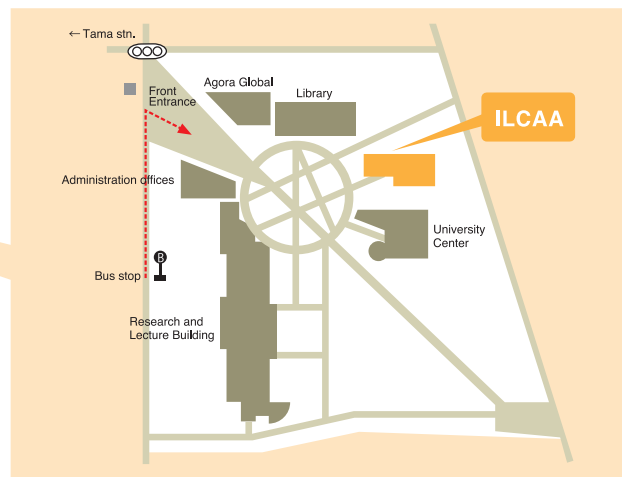 ← Tama stn.
Front
Entrance
Agora Global
Library
ILCAA
Administration offices
University
Center
B
Bus stop
Research and
Lecture Building